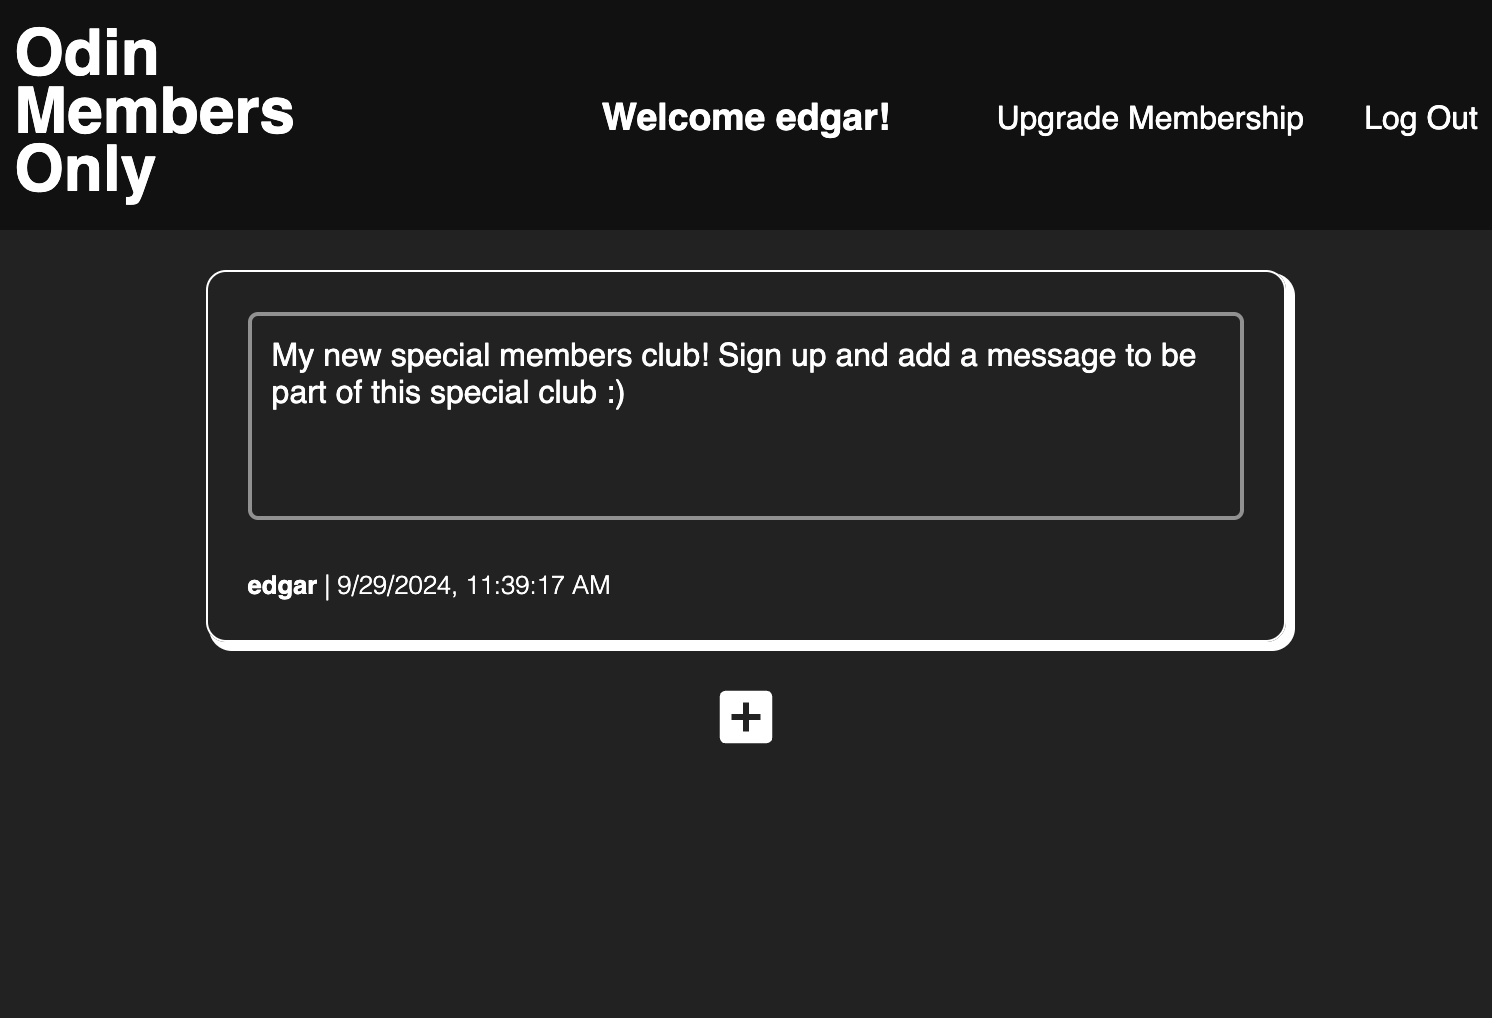 Odin
Members
Only
Welcome edgar!
Upgrade Membership
Log Out
My new special members club! Sign up and add a message to be
part of this special club :)
edgar | 9/29/2024, 11:39:17 AM